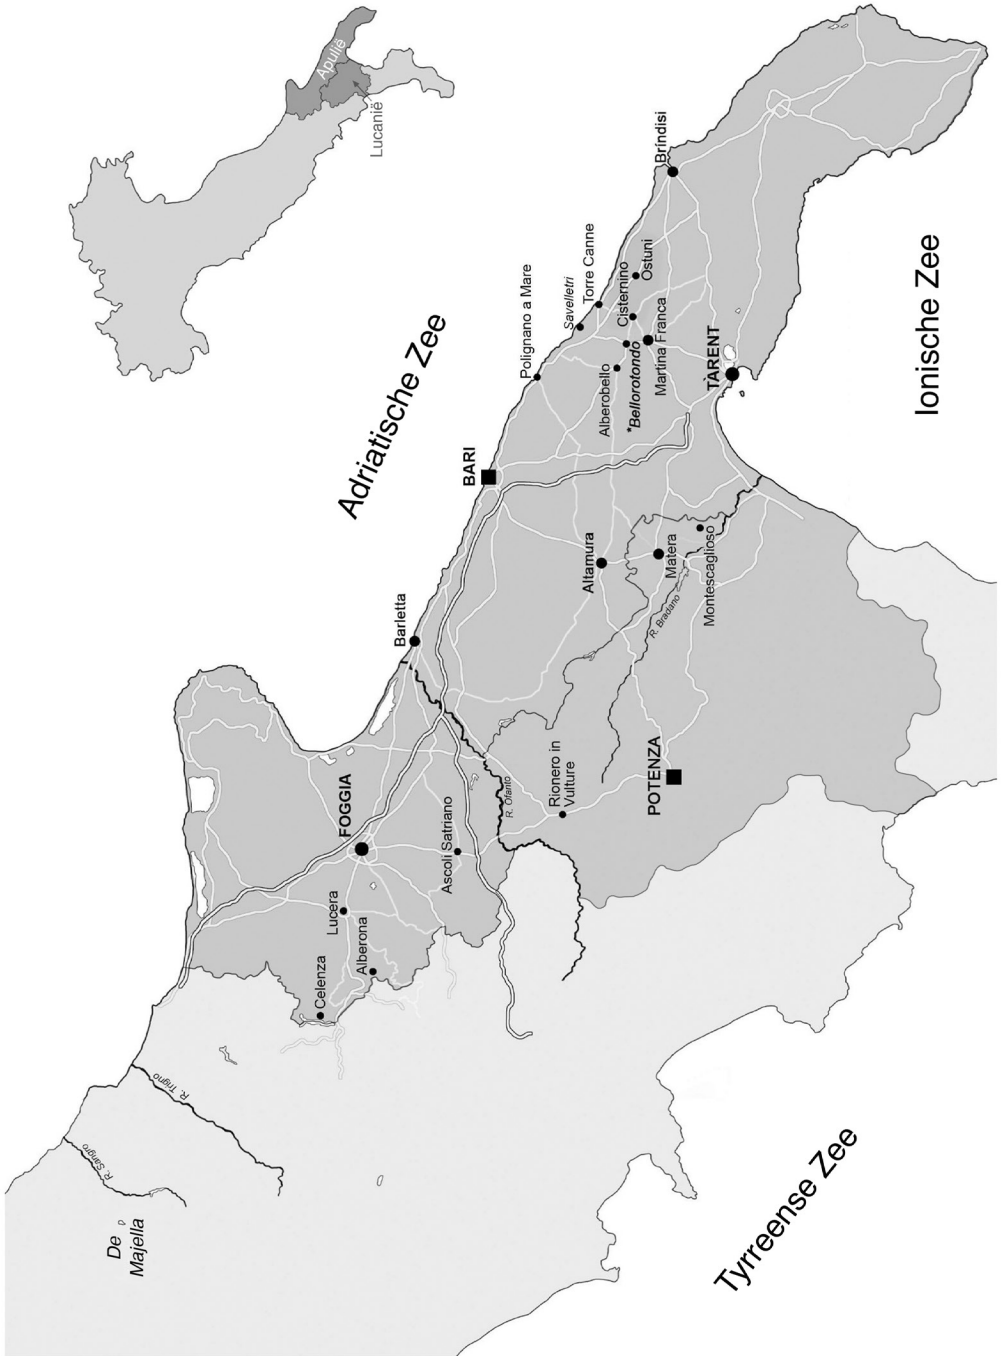 Apulië
Lucanië
Adriatische Zee
Ionische Zee
Tyrreense Zee
De
Majella
R. Sangro
R. Trigno
Celenza
Alberona
Lucera
FOGGIA
Ascoli Satriano
R. Ofanto
Rionero in
Vulture
POTENZA
Barletta
BARI
Altamura
Matera
R. Bradano
Montescaglioso
Polignano a Mare
Savelletri
Torre Canne
Alberobello
*Bellorotondo
Cisternino
Martina Franca
Ostuni
TARENT
Brindisi